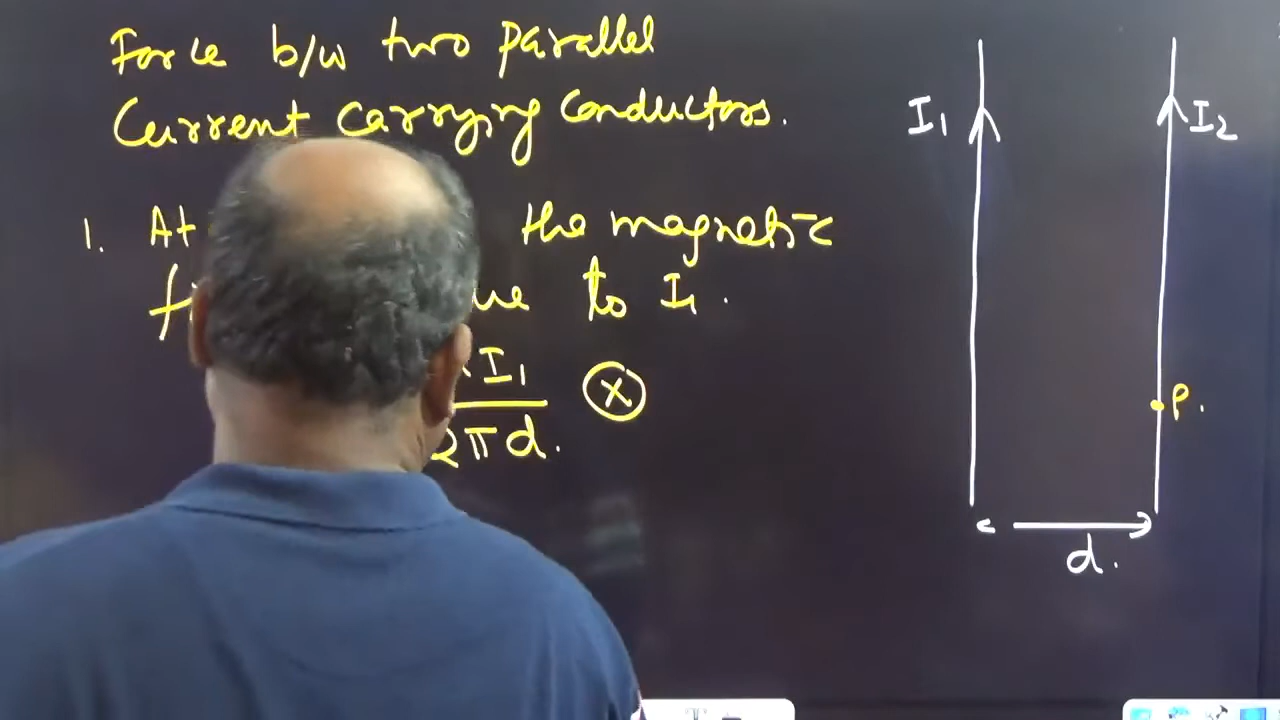 Force b/w two parallel
Current carrying conductors.
1. At the magnetic
to I₁.
I₁
2πd. ⊗
I₁
I₂
P.
d.